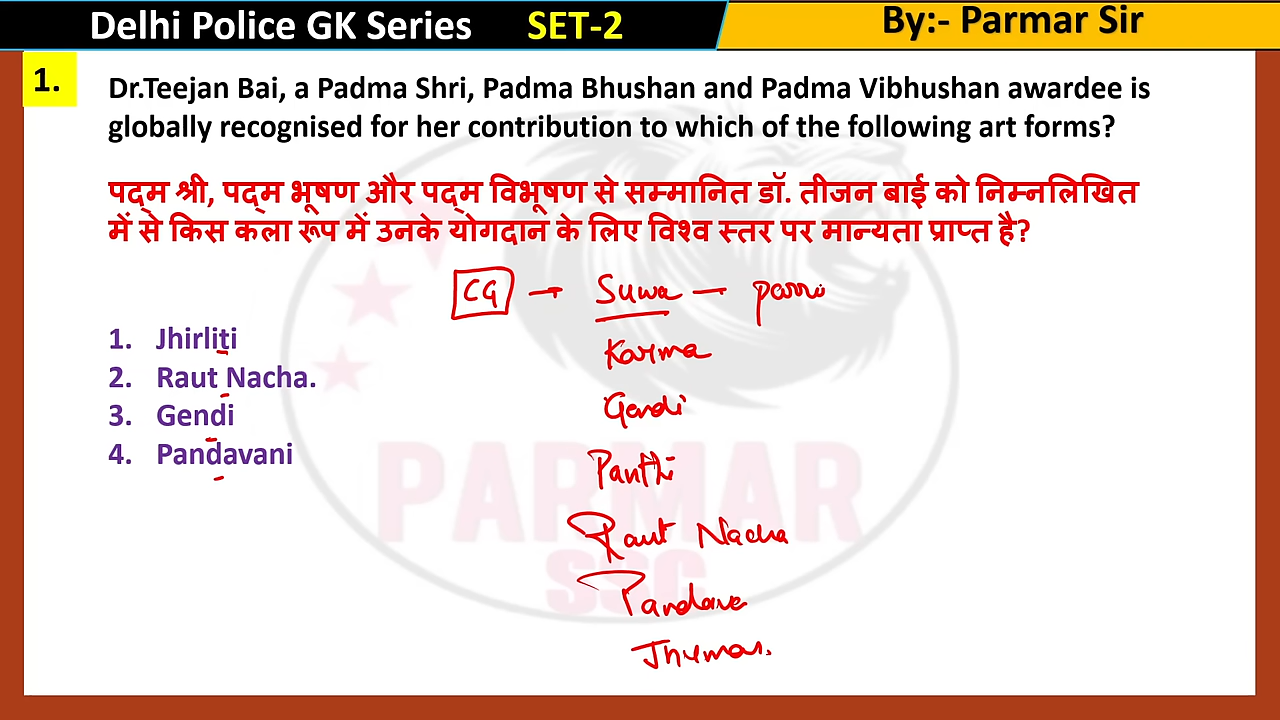 Delhi Police GK Series SET-2 By:- Parmar Sir
1. Dr.Teejan Bai, a Padma Shri, Padma Bhushan and Padma Vibhushan awardee is
globally recognised for her contribution to which of the following art forms?
पद्म श्री, पद्म भूषण और पद्म विभूषण से सम्मानित डॉ. तीजन बाई को निम्नलिखित
में से किस कला रूप में उनके योगदान के लिए विश्व स्तर पर मान्यता प्राप्त है?
CG → Suwa —
1. Jhirliti
2. Raut Nacha.
3. Gendi
4. Pandavani
Karma
Gendi
Panthi
Raut Nacha
PARMAR
SSC